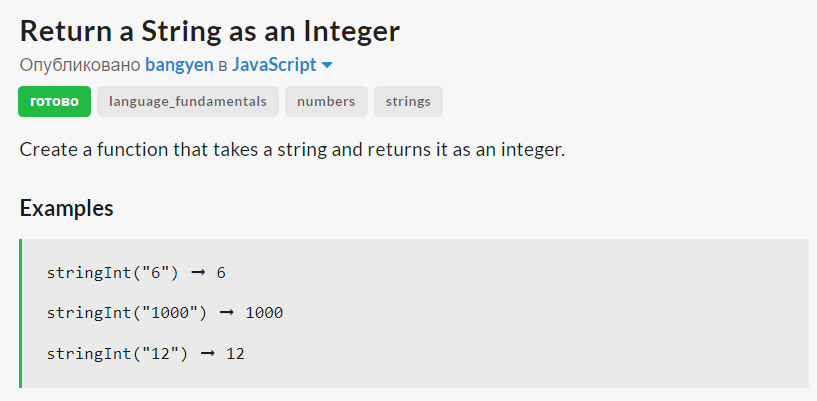 Return a String as an Integer
Опубликовано bangyen в JavaScript
готово language_fundamentals numbers strings
Create a function that takes a string and returns it as an integer.
Examples
stringInt("6") ➞ 6
stringInt("1000") ➞ 1000
stringInt("12") ➞ 12